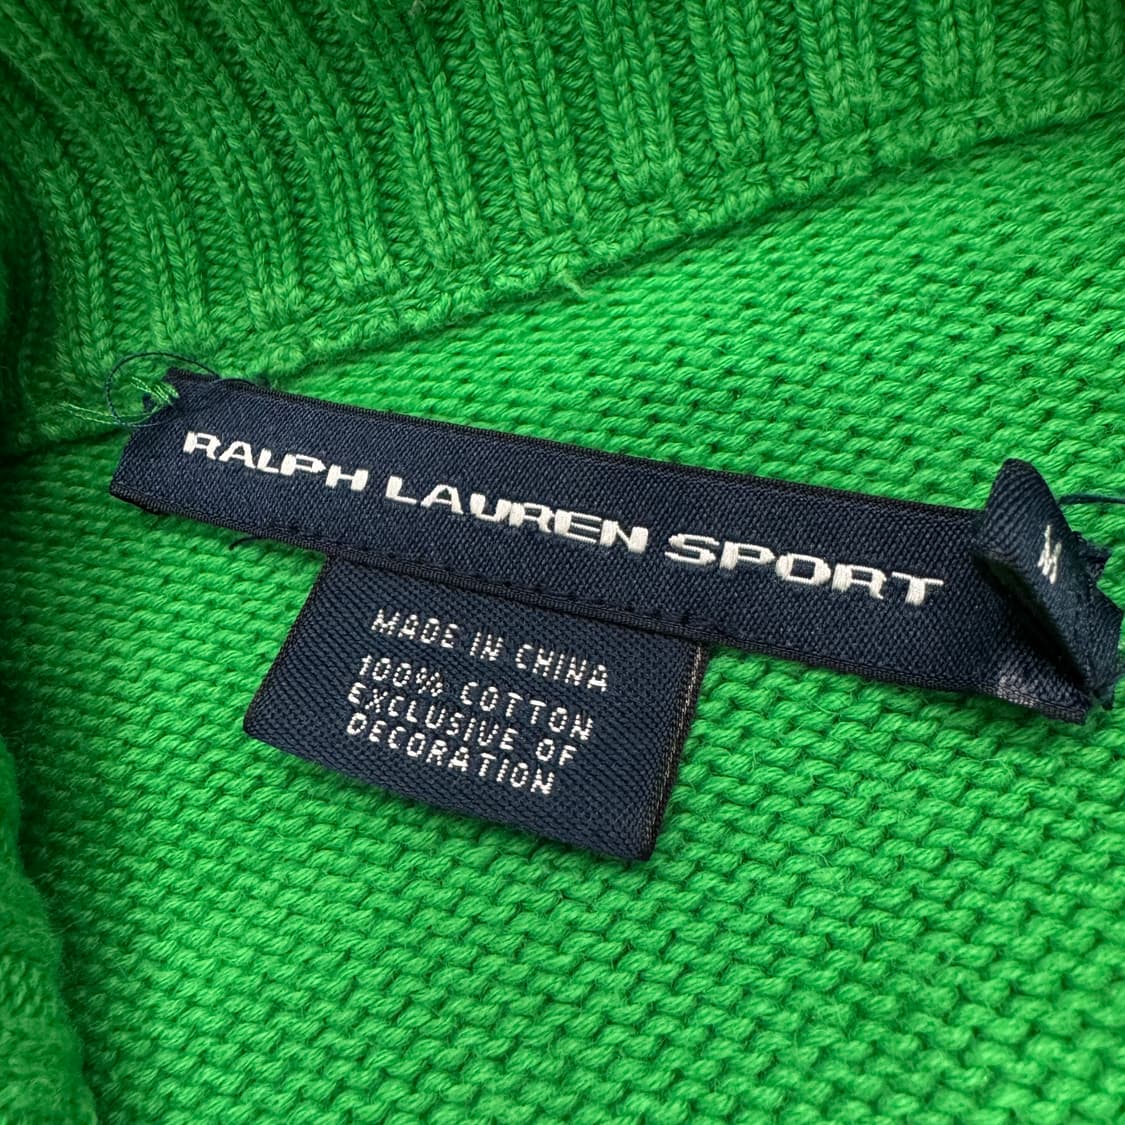 RALPH LAUREN SPORT
M
MADE IN CHINA
100% COTTON
EXCLUSIVE OF
DECORATION